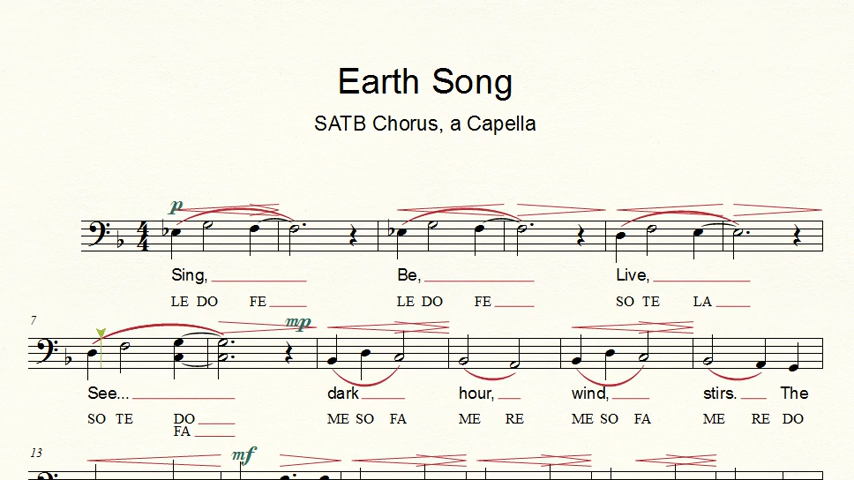 Earth Song
SATB Chorus, a Capella
p
Sing, Be, Live,
LE DO FE LE DO FE SO TE LA
7
mp
See... dark hour, wind, stirs. The
SO TE DO ME SO FA ME RE ME SO FA ME RE DO
FA
13
mf